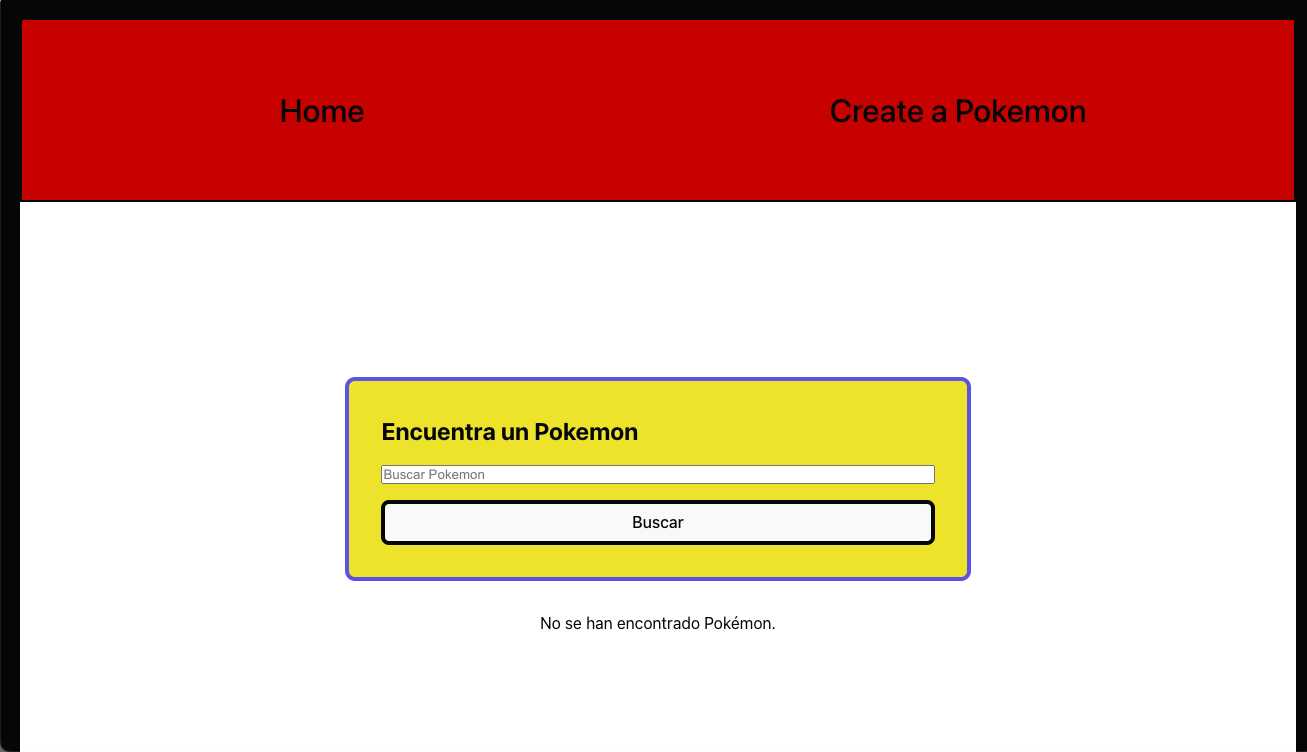 Home
Create a Pokemon
Encuentra un Pokemon
Buscar Pokemon
Buscar
No se han encontrado Pokémon.